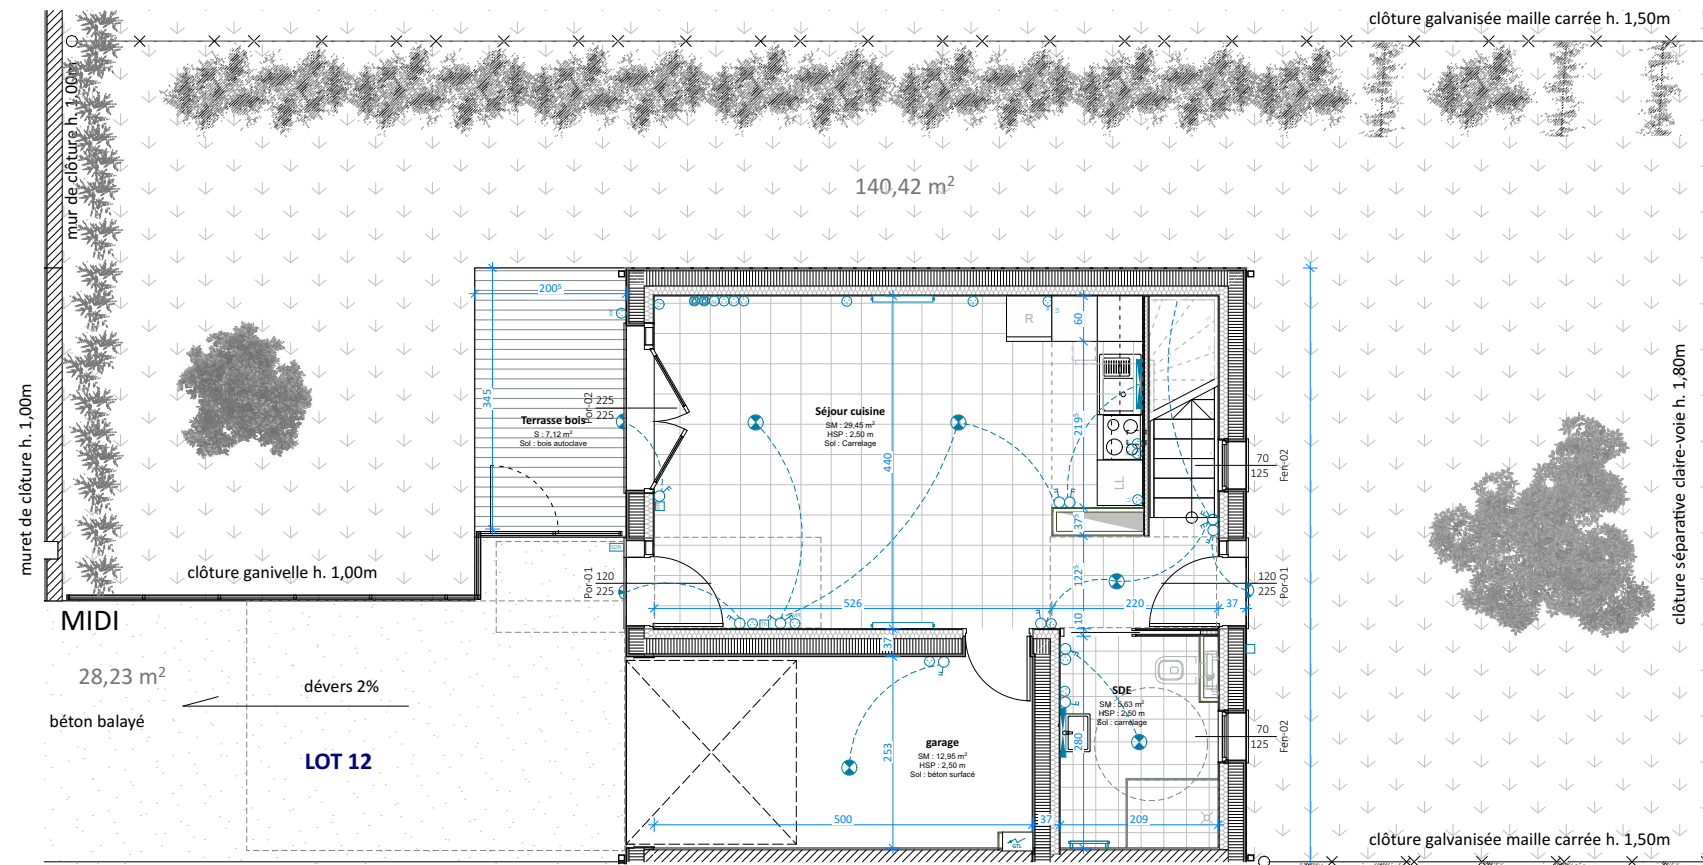 clôture galvanisée maille carrée h. 1,50m
mur de clôture h. 1,00m
140,42 m²
200⁵
345
Terrasse bois
S : 7,12 m²
Sol : bois autoclave
Por-02
225
225
Séjour cuisine
SM : 29,45 m²
HSP : 2,50 m
Sol : Carrelage
440
R
60
219⁵
LL
37⁵
70
125
Fen-02
clôture séparative claire-voie h. 1,80m
muret de clôture h. 1,00m
clôture ganivelle h. 1,00m
Por-01
120
225
122⁵
120
225
Por-01
526
220
37
10
37
MIDI
28,23 m²
dévers 2%
béton balayé
LOT 12
SDE
SM : 5,63 m²
HSP : 2,50 m
Sol : carrelage
280
70
125
Fen-02
garage
SM : 12,95 m²
HSP : 2,50 m
Sol : béton surfacé
253
500
37
209
GTL
clôture galvanisée maille carrée h. 1,50m